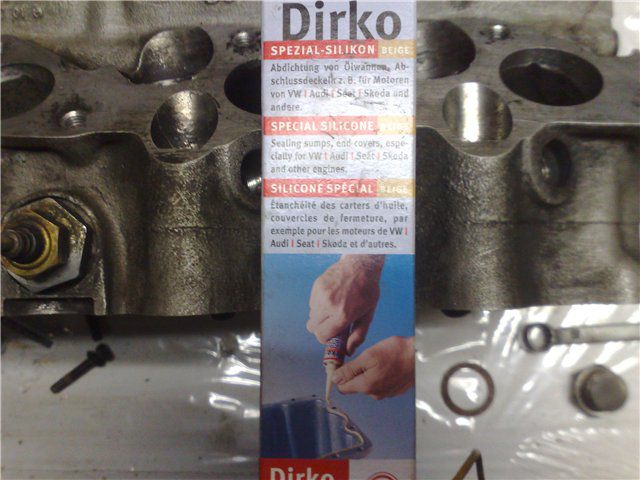 Dirko
SPEZIAL-SILIKON BEIGE
Abdichtung von Ölwannen, Ab-
schlussdeckeln z. B. für Motoren
von VW | Audi | Seat | Skoda und
andere.
SPECIAL SILICONE BEIGE
Sealing sumps, end covers, espe-
cially for VW | Audi | Seat | Skoda
and other engines.
SILICONE SPÉCIAL BEIGE
Étanchéité des carters d'huile,
couvercles de fermeture, par
exemple pour les moteurs de VW |
Audi | Seat | Skoda et d'autres.
Dirko